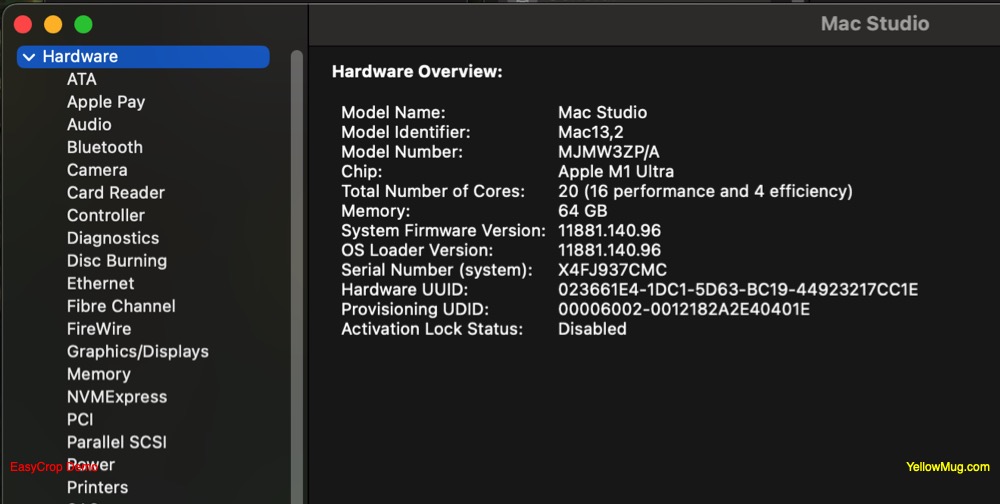 Mac Studio
Hardware
ATA
Apple Pay
Audio
Bluetooth
Camera
Card Reader
Controller
Diagnostics
Disc Burning
Ethernet
Fibre Channel
FireWire
Graphics/Displays
Memory
NVMExpress
PCI
Parallel SCSI
Power
Printers
Hardware Overview:
Model Name: Mac Studio
Model Identifier: Mac13,2
Model Number: MJMW3ZP/A
Chip: Apple M1 Ultra
Total Number of Cores: 20 (16 performance and 4 efficiency)
Memory: 64 GB
System Firmware Version: 11881.140.96
OS Loader Version: 11881.140.96
Serial Number (system): X4FJ937CMC
Hardware UUID: 023661E4-1DC1-5D63-BC19-44923217CC1E
Provisioning UDID: 00006002-0012182A2E40401E
Activation Lock Status: Disabled
EasyCrop Demo
YellowMug.com